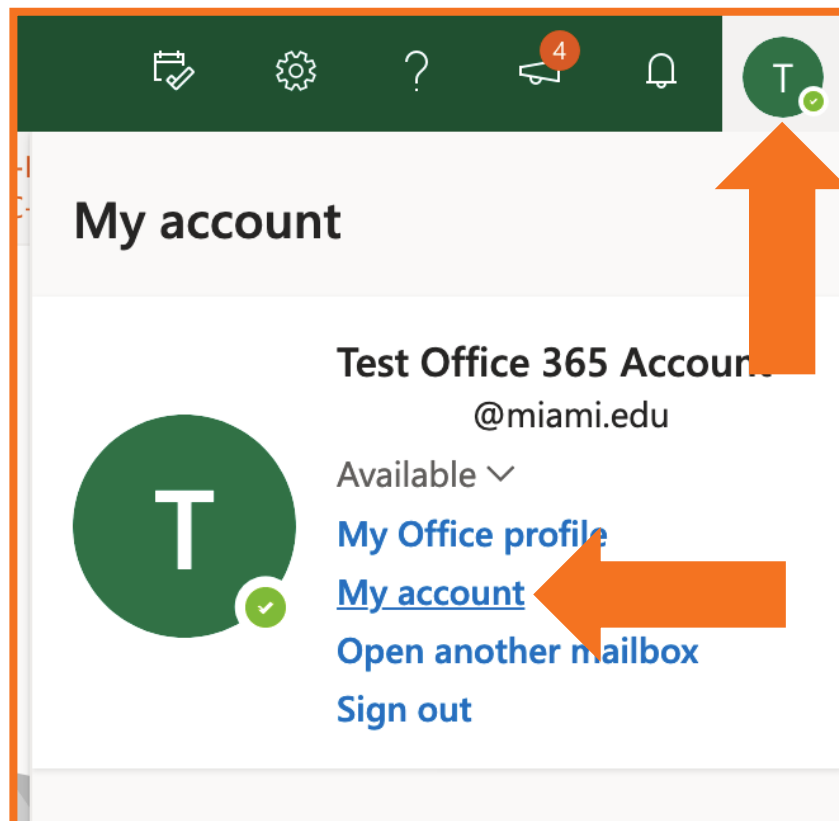 4
T
My account
Test Office 365 Account
@miami.edu
Available
T
My Office profile
My account
Open another mailbox
Sign out